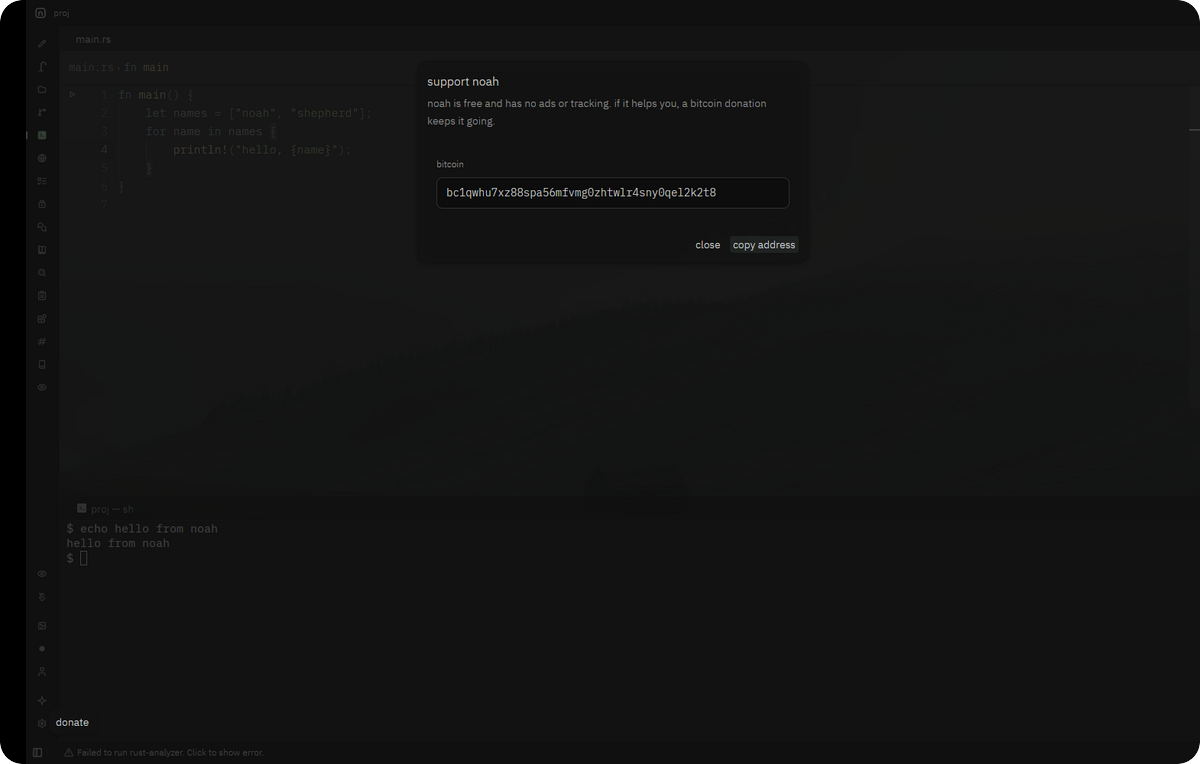 proj
main.rs
main.rs › fn main
support noah
noah is free and has no ads or tracking. if it helps you, a bitcoin donation
keeps it going.
bitcoin
bc1qwhu7xz88spa56mfvmg0zhtwlr4sny0qel2k2t8
close copy address
1 fn main() {
2 let names = ["noah", "shepherd"];
3 for name in names {
4 println!("hello, {name}");
5 }
6 }
7
proj — sh
$ echo hello from noah
hello from noah
$
donate
Failed to run rust-analyzer. Click to show error.